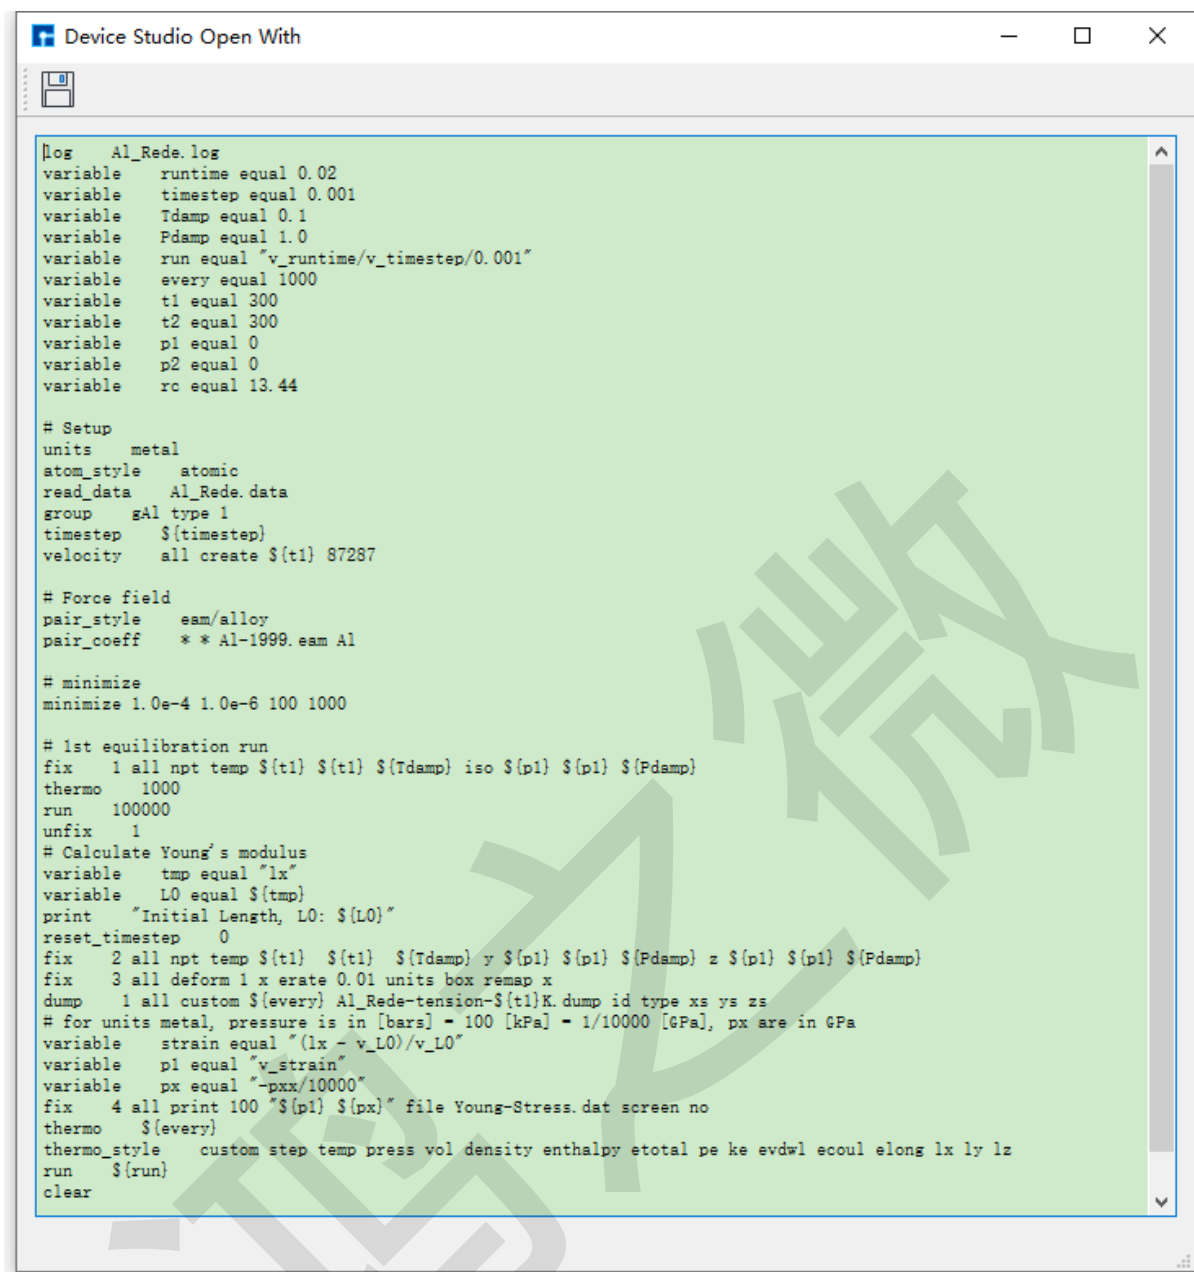 Device Studio Open With
log    Al_Rede.log
variable    runtime equal 0.02
variable    timestep equal 0.001
variable    Tdamp equal 0.1
variable    Pdamp equal 1.0
variable    run equal "v_runtime/v_timestep/0.001"
variable    every equal 1000
variable    t1 equal 300
variable    t2 equal 300
variable    p1 equal 0
variable    p2 equal 0
variable    rc equal 13.44
# Setup
units    metal
atom_style    atomic
read_data    Al_Rede.data
group    gAl type 1
timestep    ${timestep}
velocity    all create ${t1} 87287
# Force field
pair_style    eam/alloy
pair_coeff    * * Al-1999.eam Al
# minimize
minimize 1.0e-4 1.0e-6 100 1000
# 1st equilibration run
fix    1 all npt temp ${t1} ${t1} ${Tdamp} iso ${p1} ${p1} ${Pdamp}
thermo    1000
run    100000
unfix    1
# Calculate Young's modulus
variable    tmp equal "lx"
variable    L0 equal ${tmp}
print    "Initial Length, L0: ${L0}"
reset_timestep    0
fix    2 all npt temp ${t1}  ${t1}  ${Tdamp} y ${p1} ${p1} ${Pdamp} z ${p1} ${p1} ${Pdamp}
fix    3 all deform 1 x erate 0.01 units box remap x
dump    1 all custom ${every} Al_Rede-tension-${t1}K.dump id type xs ys zs
# for units metal, pressure is in [bars] = 100 [kPa] = 1/10000 [GPa], px are in GPa
variable    strain equal "(lx - v_L0)/v_L0"
variable    p1 equal "v_strain"
variable    px equal "-pxx/10000"
fix    4 all print 100 "${p1} ${px}" file Young-Stress.dat screen no
thermo    ${every}
thermo_style    custom step temp press vol density enthalpy etotal pe ke evdwl ecoul elong lx ly lz
run    ${run}
clear
鸿之微